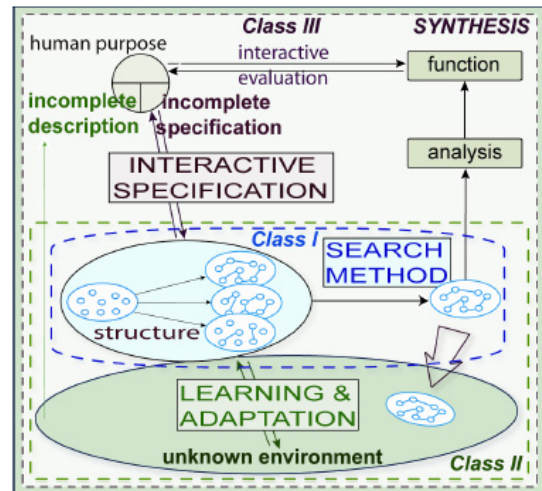 Class III
SYNTHESIS
human purpose
interactive
evaluation
function
incomplete
description
incomplete
specification
analysis
INTERACTIVE
SPECIFICATION
Class I
SEARCH
METHOD
structure
LEARNING &
ADAPTATION
unknown environment
Class II